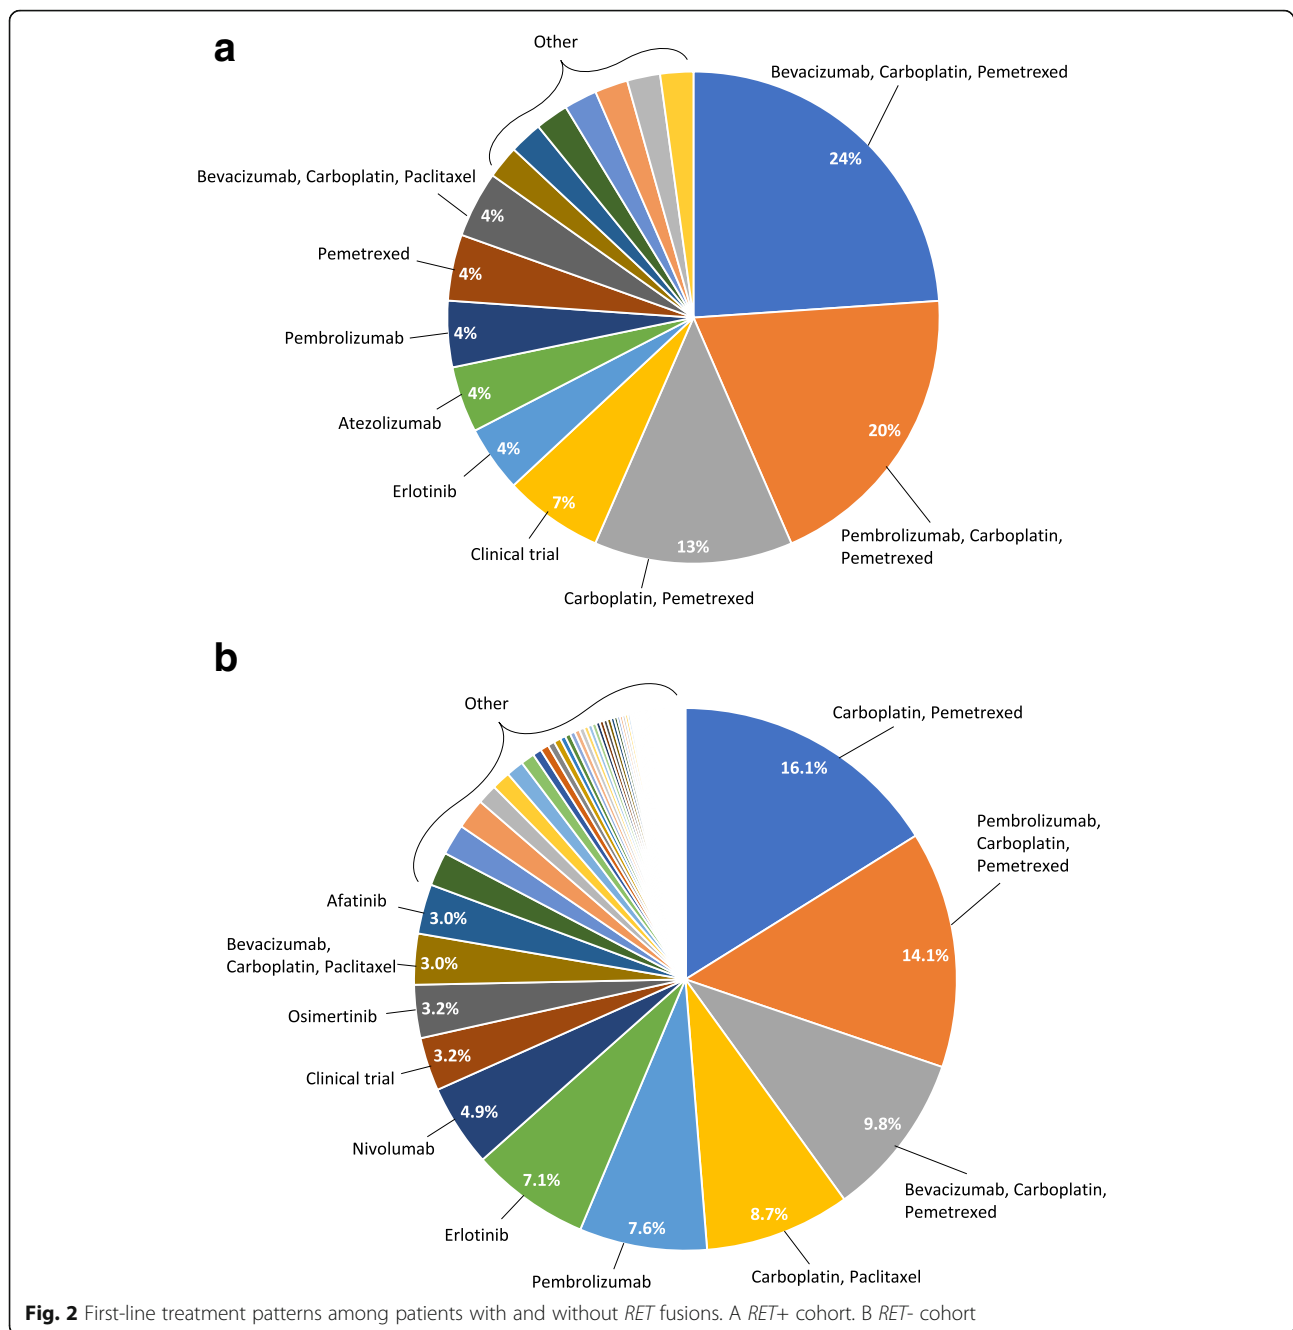 a
Other
Bevacizumab, Carboplatin, Pemetrexed
24%
Bevacizumab, Carboplatin, Paclitaxel
4%
Pemetrexed
4%
Pembrolizumab
4%
Atezolizumab
4%
Erlotinib
4%
Clinical trial
7%
Carboplatin, Pemetrexed
13%
20%
Pembrolizumab, Carboplatin,
Pemetrexed
b
Other
Carboplatin, Pemetrexed
16.1%
Pembrolizumab,
Carboplatin,
Pemetrexed
14.1%
Afatinib
3.0%
Bevacizumab,
Carboplatin, Paclitaxel
3.0%
Osimertinib
3.2%
Clinical trial
3.2%
Nivolumab
4.9%
Erlotinib
7.1%
Pembrolizumab
7.6%
Carboplatin, Paclitaxel
8.7%
9.8%
Bevacizumab, Carboplatin,
Pemetrexed
Fig. 2 First-line treatment patterns among patients with and without RET fusions. A RET+ cohort. B RET- cohort